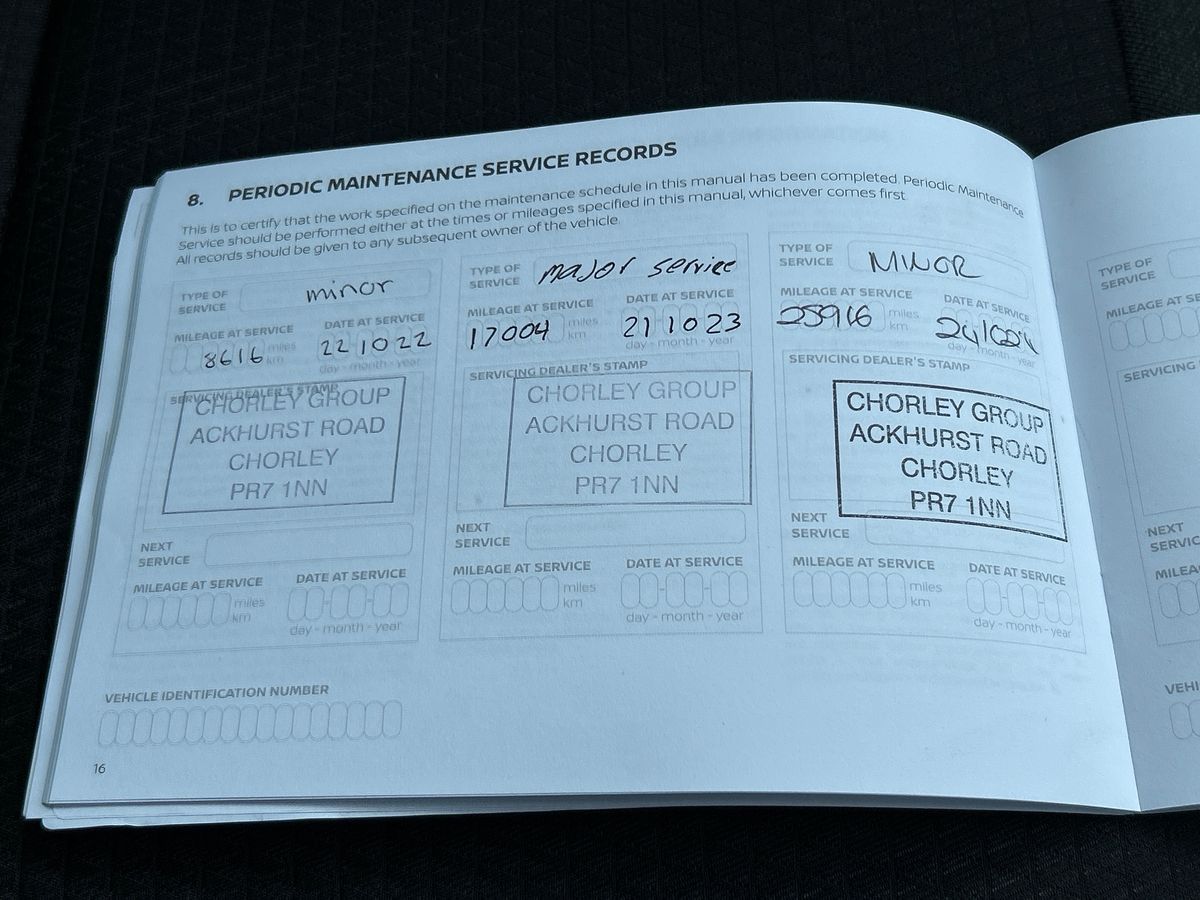 8. PERIODIC MAINTENANCE SERVICE RECORDS
This is to certify that the work specified on the maintenance schedule in this manual has been completed. Periodic Maintenance
Service should be performed either at the times or mileages specified in this manual, whichever comes first.
All records should be given to any subsequent owner of the vehicle.
TYPE OF
SERVICE
minor
MILEAGE AT SERVICE
8616 miles
km
DATE AT SERVICE
22 10 22
day - month - year
SERVICING DEALER'S STAMP
CHORLEY GROUP
ACKHURST ROAD
CHORLEY
PR7 1NN
NEXT
SERVICE
MILEAGE AT SERVICE
miles
km
DATE AT SERVICE
day - month - year
TYPE OF
SERVICE
major service
MILEAGE AT SERVICE
17004 miles
km
DATE AT SERVICE
21 10 23
day - month - year
SERVICING DEALER'S STAMP
CHORLEY GROUP
ACKHURST ROAD
CHORLEY
PR7 1NN
NEXT
SERVICE
MILEAGE AT SERVICE
miles
km
DATE AT SERVICE
day - month - year
TYPE OF
SERVICE
MINOR
MILEAGE AT SERVICE
25916 miles
km
DATE AT SERVICE
day - month - year
SERVICING DEALER'S STAMP
CHORLEY GROUP
ACKHURST ROAD
CHORLEY
PR7 1NN
NEXT
SERVICE
MILEAGE AT SERVICE
miles
km
DATE AT SERVICE
day - month - year
VEHICLE IDENTIFICATION NUMBER
16
TYPE OF
SERVICE
MILEAGE AT SE
SERVICING
NEXT
SERVIC
MILEA
VEHI